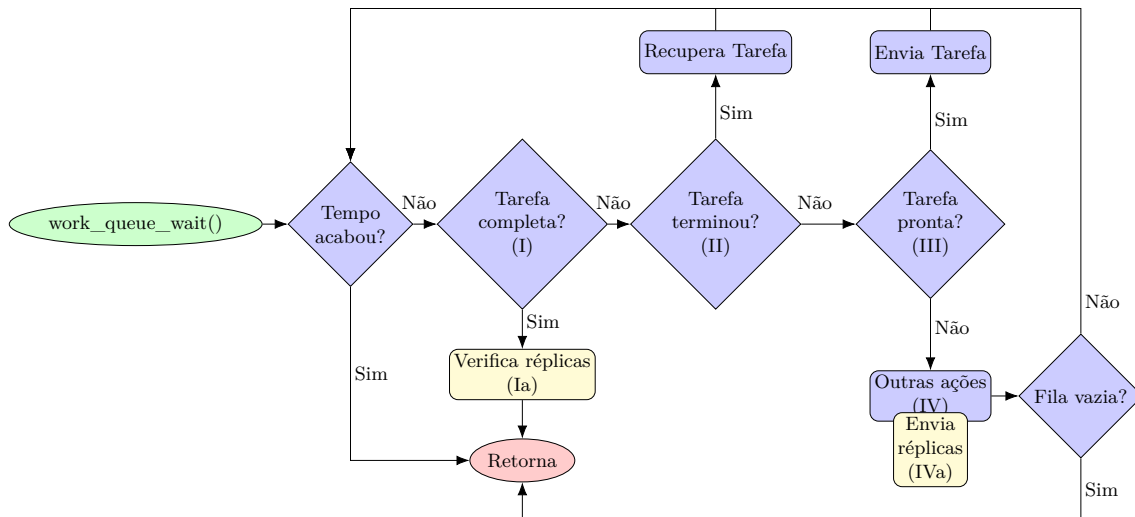 Recupera Tarefa
Envia Tarefa
Sim
Sim
work_queue_wait()
Tempo
acabou?
Não
Tarefa
completa?
(I)
Não
Tarefa
terminou?
(II)
Não
Tarefa
pronta?
(III)
Sim
Sim
Verifica réplicas
(Ia)
Retorna
Não
Outras ações
(IV)
Envia
réplicas
(IVa)
Não
Fila vazia?
Sim